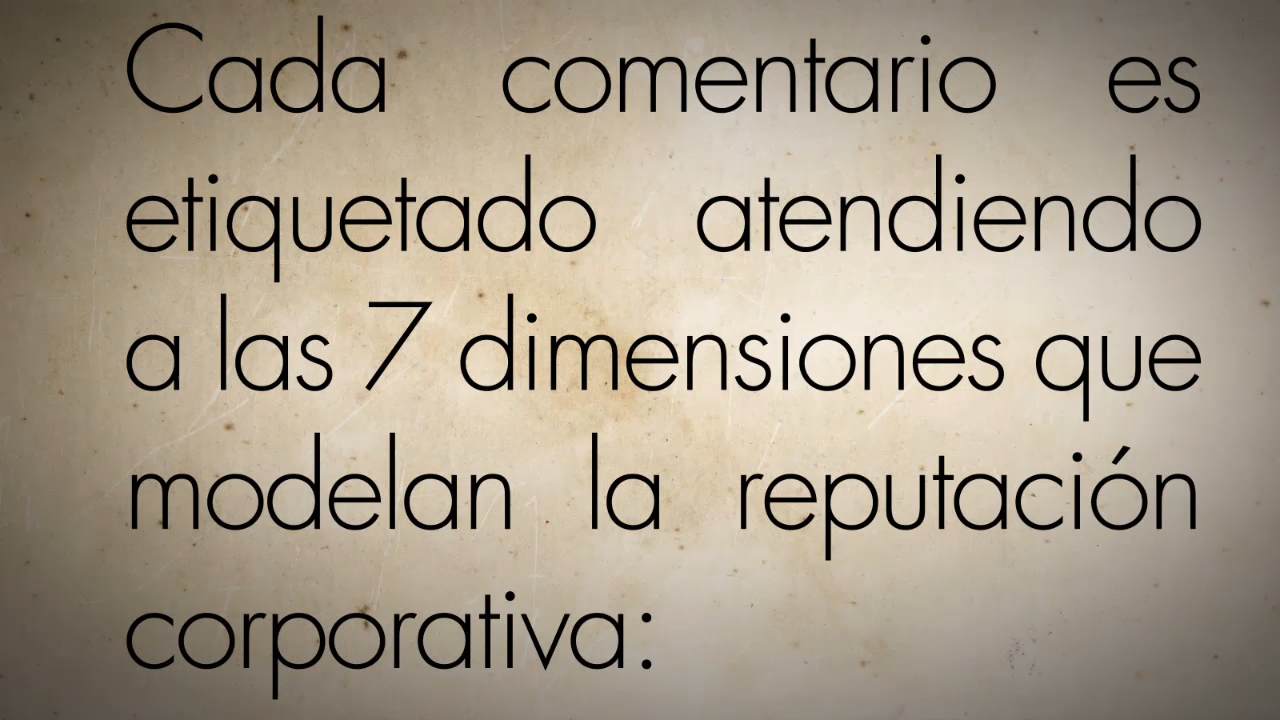 Cada comentario es
etiquetado atendiendo
a las 7 dimensiones que
modelan la reputación
corporativa: